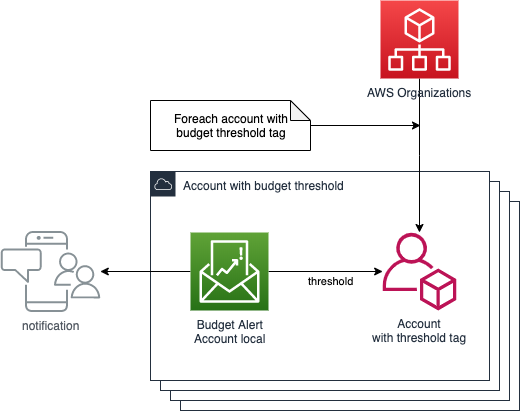 AWS Organizations
Foreach account with
budget threshold tag
Account with budget threshold
threshold
notification
Budget Alert
Account local
Account
with threshold tag